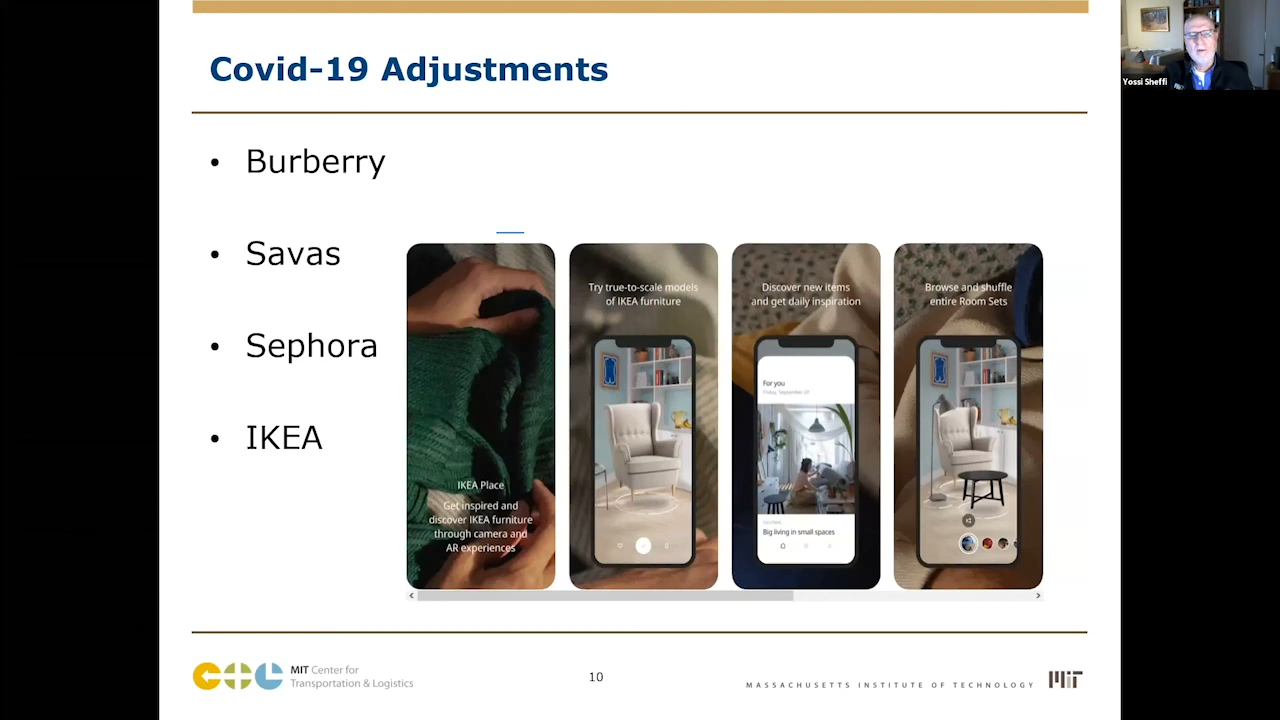 Covid-19 Adjustments
Yossi Sheffi
• Burberry
• Savas
• Sephora
• IKEA
IKEA Place
Get inspired and
discover IKEA furniture
through camera and
AR experiences
Try true-to-scale models
of IKEA furniture
Discover new items
and get daily inspiration
For you
Big living in small spaces
Browse and shuffle
entire Room Sets
MIT Center for
Transportation & Logistics
10
MASSACHUSETTS INSTITUTE OF TECHNOLOGY
MIT